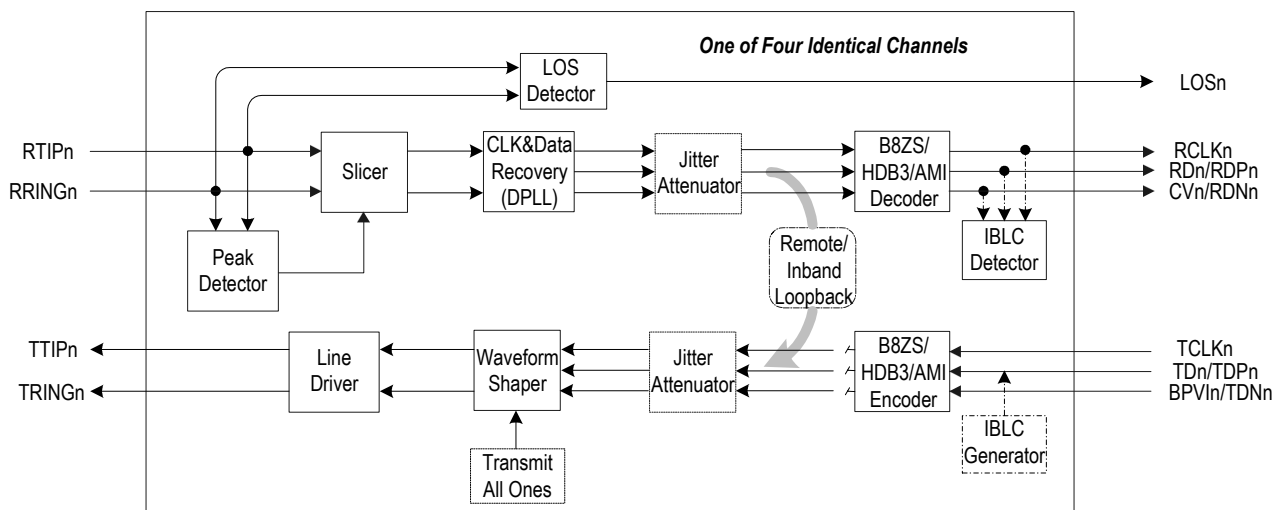 One of Four Identical Channels
LOS
Detector
LOSn
RTIPn
RRINGn
Slicer
CLK&Data
Recovery
(DPLL)
Jitter
Attenuator
B8ZS/
HDB3/AMI
Decoder
RCLKn
RDn/RDPn
CVn/RDNn
Peak
Detector
Remote/
Inband
Loopback
IBLC
Detector
TTIPn
TRINGn
Line
Driver
Waveform
Shaper
Jitter
Attenuator
B8ZS/
HDB3/AMI
Encoder
TCLKn
TDn/TDPn
BPVIn/TDNn
IBLC
Generator
Transmit
All Ones